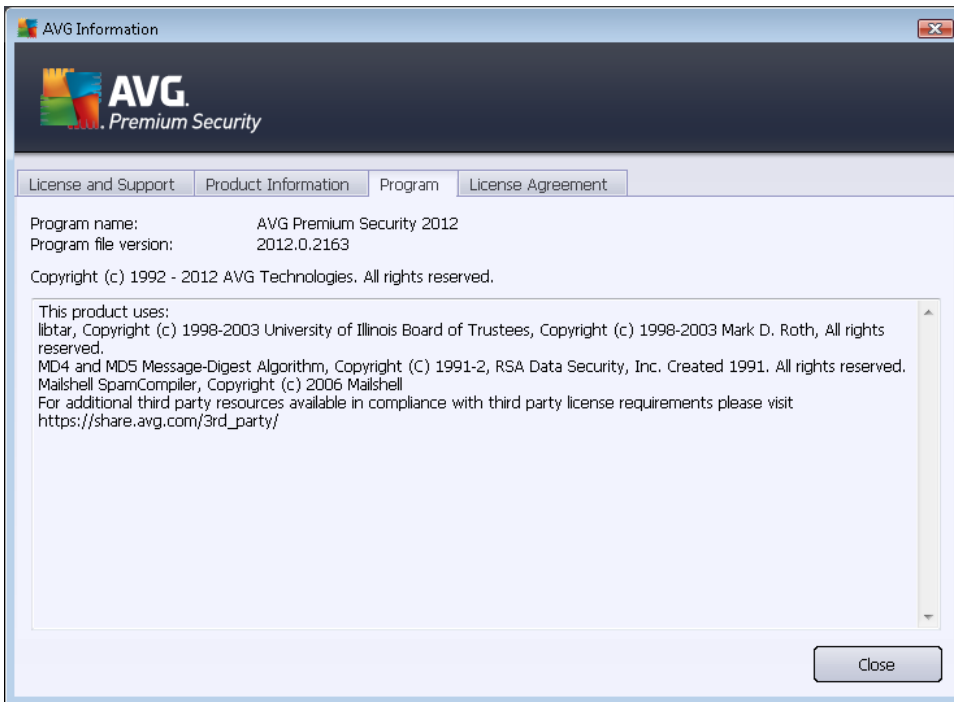 AVG Information
AVG.
Premium Security
License and Support
Product Information
Program
License Agreement
Program name: AVG Premium Security 2012
Program file version: 2012.0.2163
Copyright (c) 1992 - 2012 AVG Technologies. All rights reserved.
This product uses:
libtar, Copyright (c) 1998-2003 University of Illinois Board of Trustees, Copyright (c) 1998-2003 Mark D. Roth, All rights
reserved.
MD4 and MD5 Message-Digest Algorithm, Copyright (C) 1991-2, RSA Data Security, Inc. Created 1991. All rights reserved.
Mailshell SpamCompiler, Copyright (c) 2006 Mailshell
For additional third party resources available in compliance with third party license requirements please visit
https://share.avg.com/3rd_party/
Close